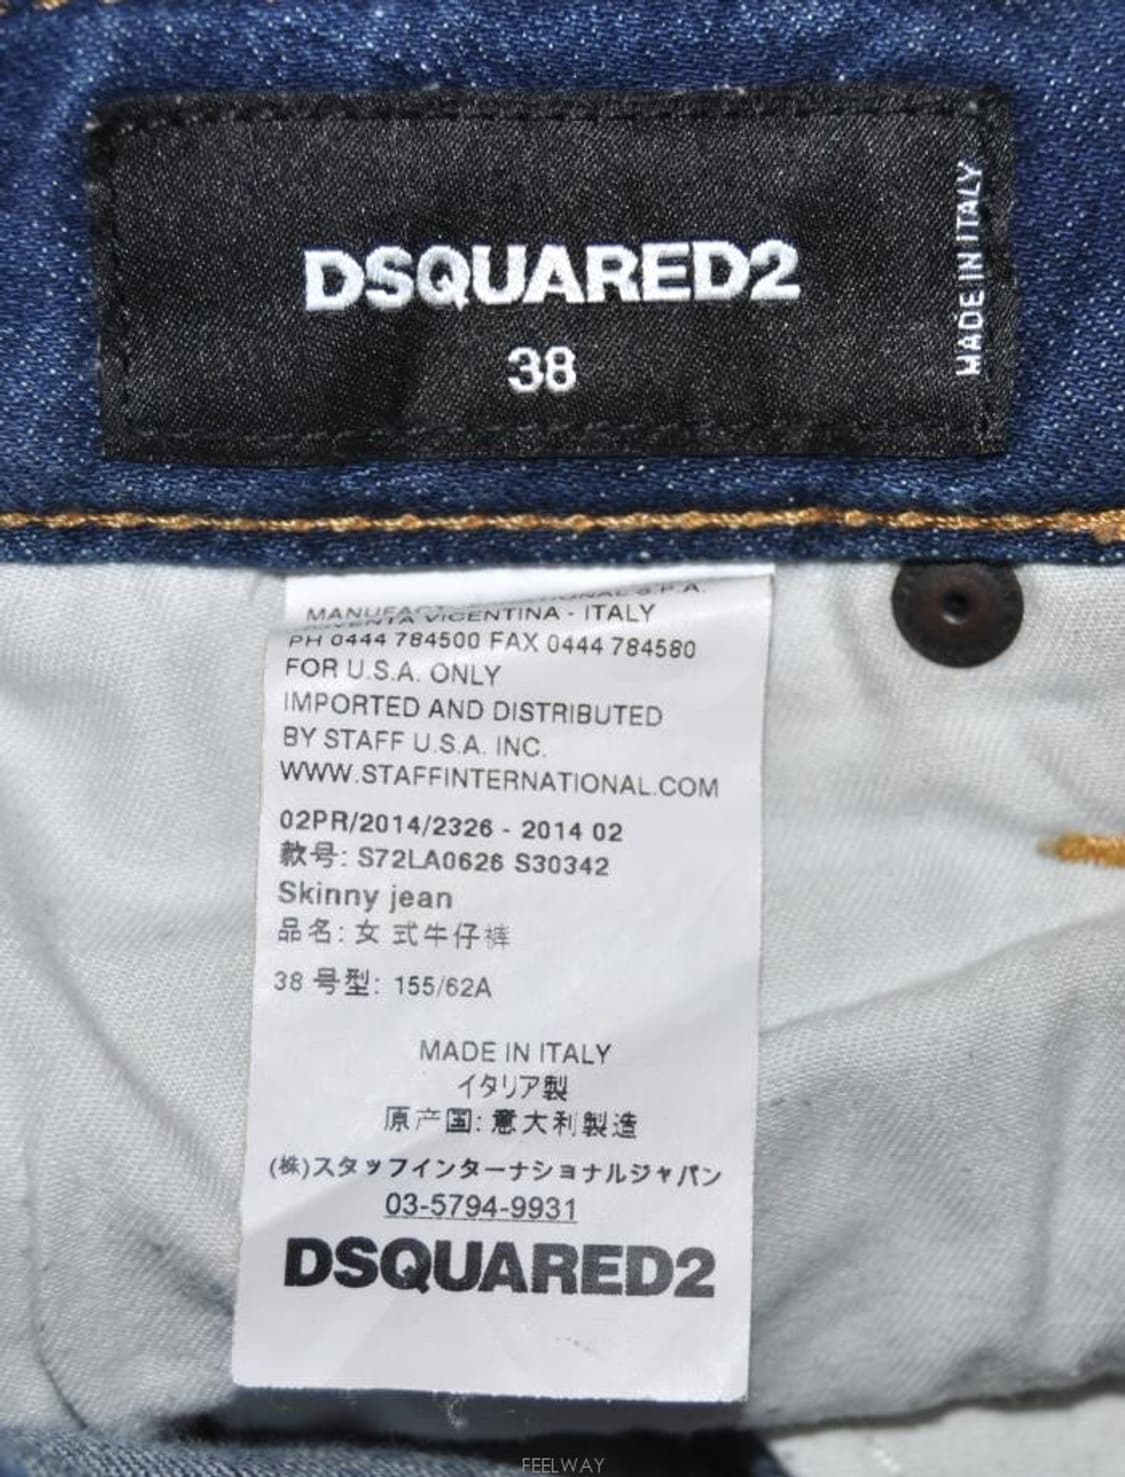 DSQUARED2
38
MADE IN ITALY
MANUFACT S.P.A.
VICENTINA - ITALY
PH 0444 784500 FAX 0444 784580
FOR U.S.A. ONLY
IMPORTED AND DISTRIBUTED
BY STAFF U.S.A. INC.
WWW.STAFFINTERNATIONAL.COM
02PR/2014/2326 - 2014 02
款号: S72LA0626 S30342
Skinny jean
品名: 女式牛仔裤
38 号型: 155/62A
MADE IN ITALY
イタリア製
原产国: 意大利製造
(株)スタッフインターナショナルジャパン
03-5794-9931
DSQUARED2
FEELWAY